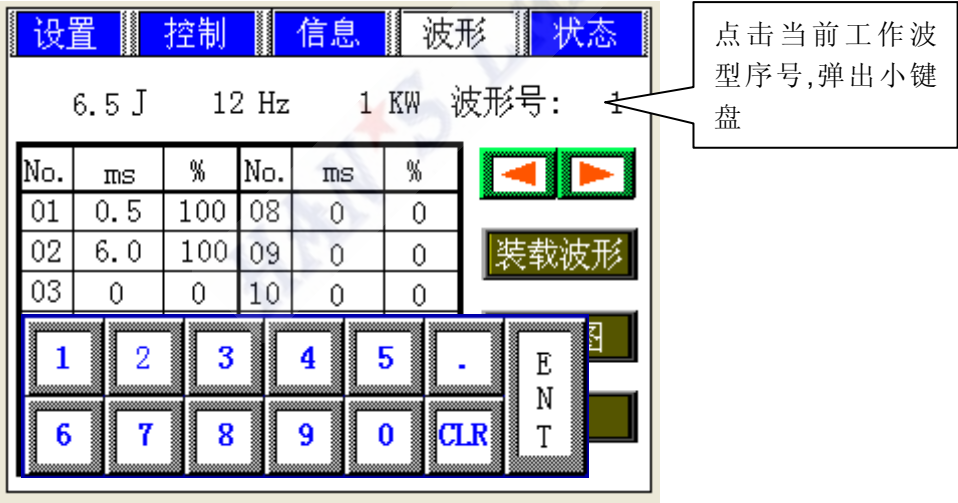 设置 控制 信息 波形 状态
6.5 J 12 Hz 1 KW 波形号: 1
点击当前工作波
型序号,弹出小键
盘
No. ms % No. ms %
01 0.5 100 08 0 0
02 6.0 100 09 0 0
03 0 0 10 0 0
装载波形
图
1 2 3 4 5 . ENT
6 7 8 9 0 CLR
HAN'S